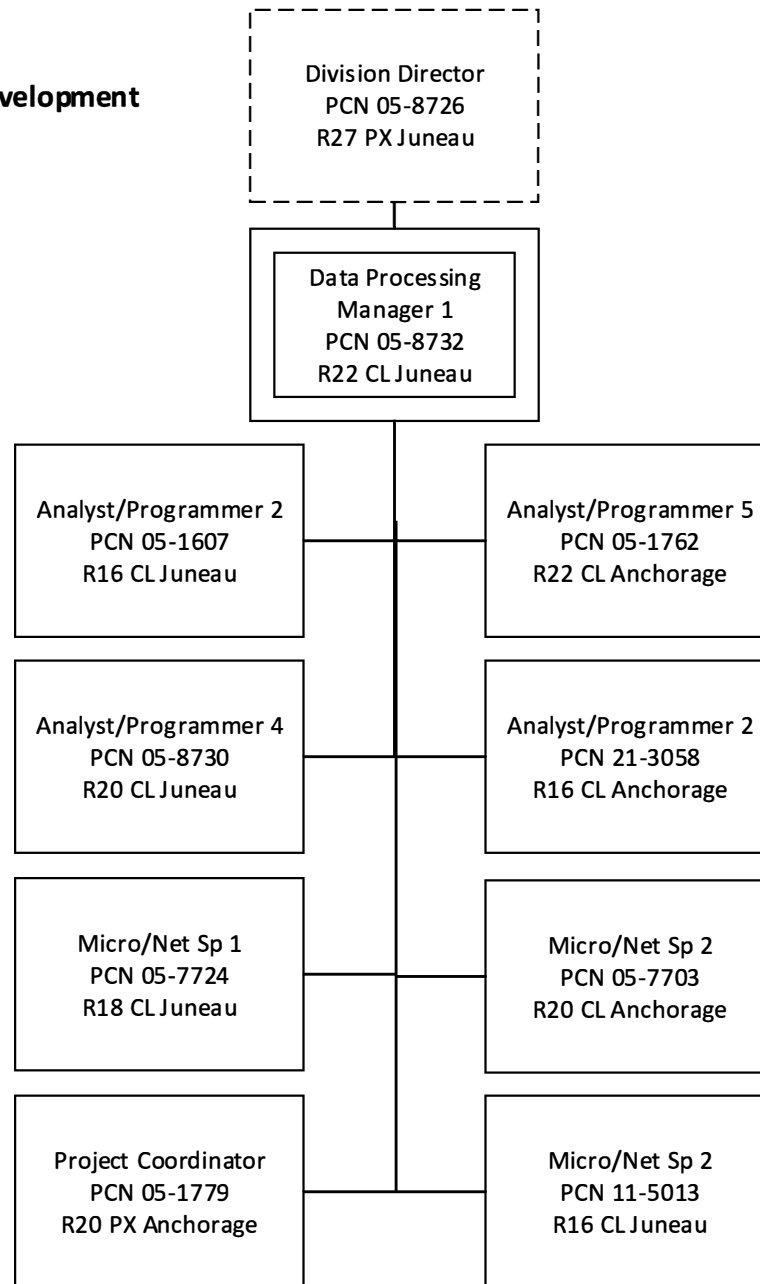 Division Director
PCN 05-8726
R27 PX Juneau
Data Processing
Manager 1
PCN 05-8732
R22 CL Juneau
Analyst/Programmer 2
PCN 05-1607
R16 CL Juneau
Analyst/Programmer 5
PCN 05-1762
R22 CL Anchorage
Analyst/Programmer 4
PCN 05-8730
R20 CL Juneau
Analyst/Programmer 2
PCN 21-3058
R16 CL Anchorage
Micro/Net Sp 1
PCN 05-7724
R18 CL Juneau
Micro/Net Sp 2
PCN 05-7703
R20 CL Anchorage
Project Coordinator
PCN 05-1779
R20 PX Anchorage
Micro/Net Sp 2
PCN 11-5013
R16 CL Juneau